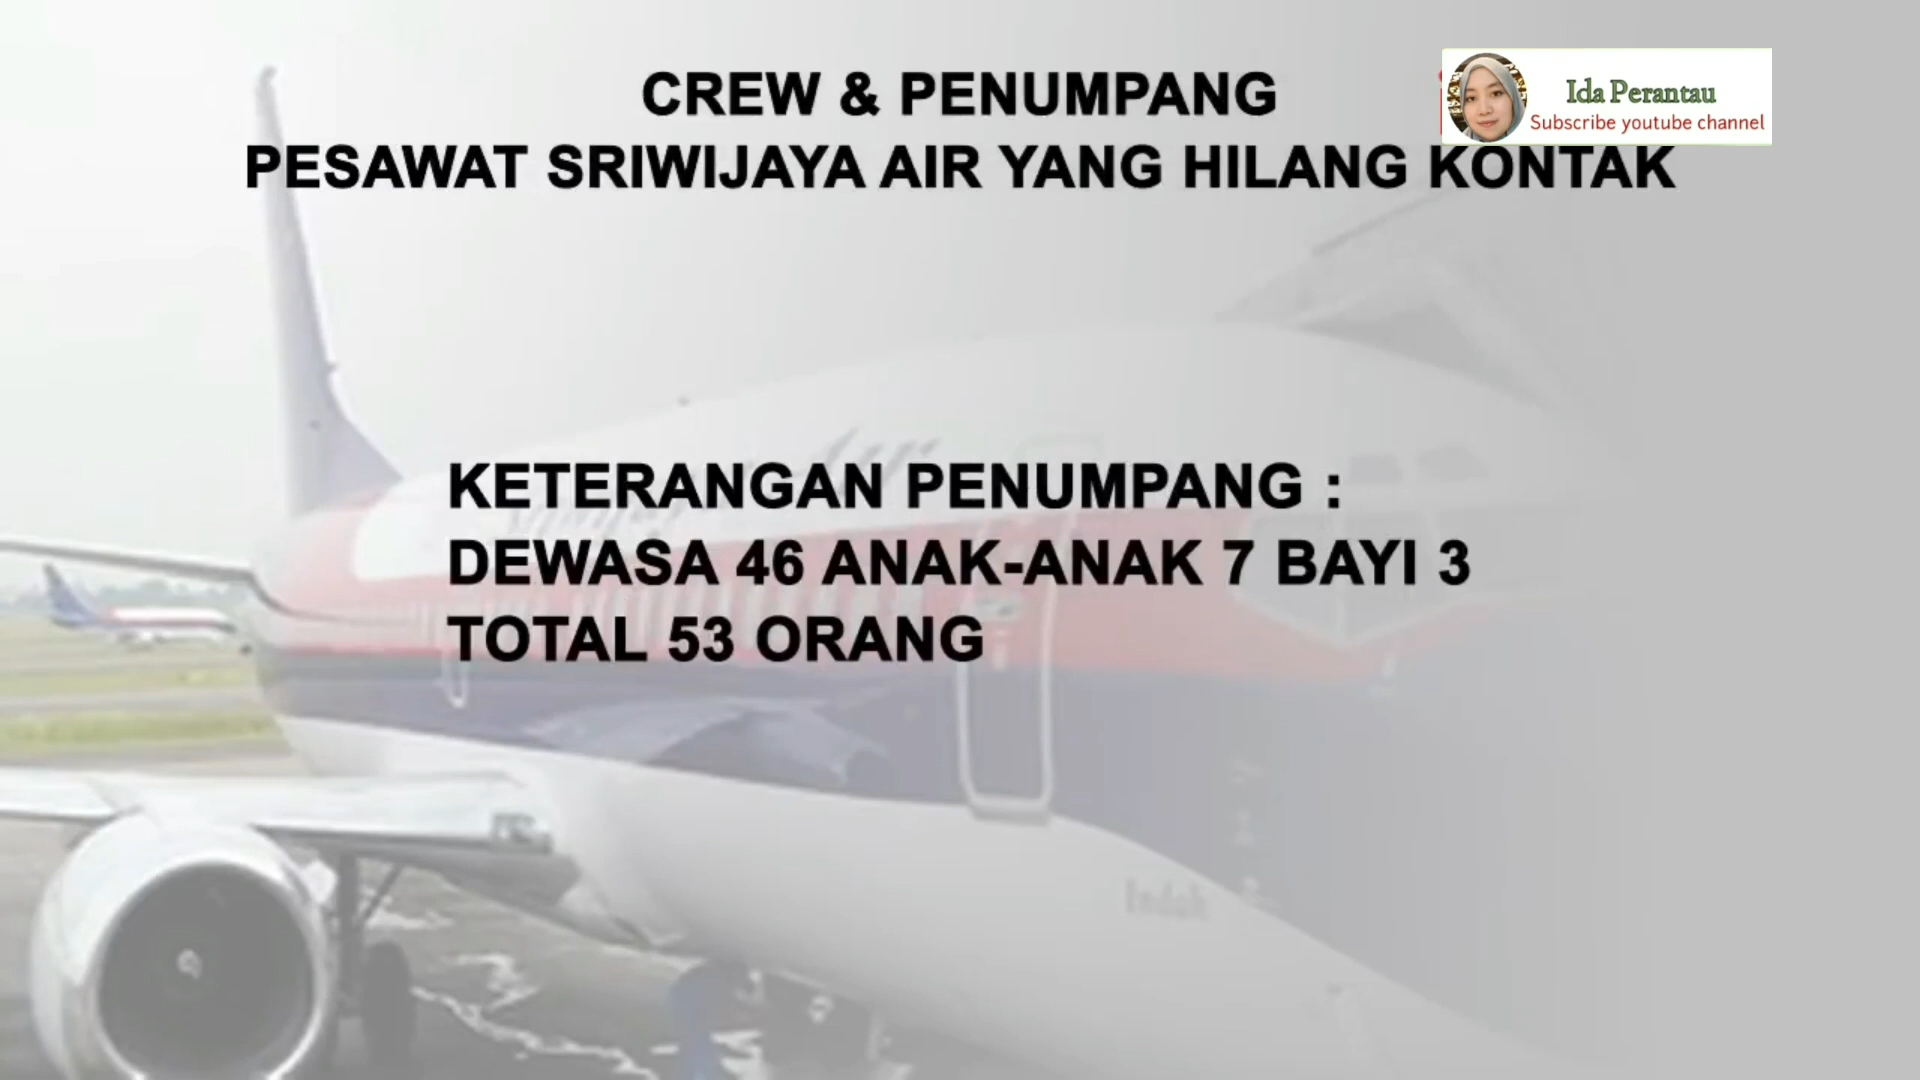 CREW & PENUMPANG
PESAWAT SRIWIJAYA AIR YANG HILANG KONTAK
Ida Perantau
Subscribe youtube channel
KETERANGAN PENUMPANG :
DEWASA 46 ANAK-ANAK 7 BAYI 3
TOTAL 53 ORANG
Indah